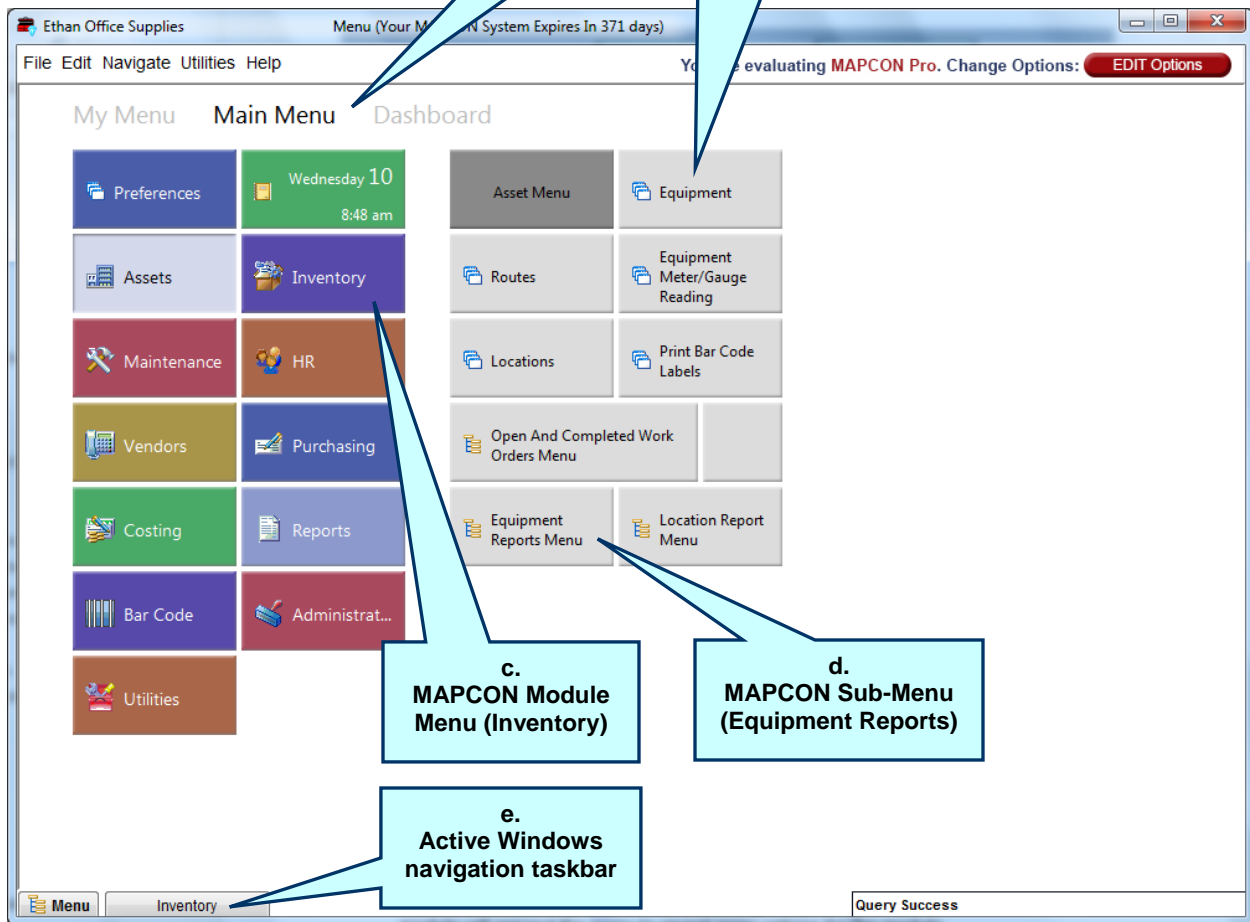 Ethan Office Supplies
Menu (Your M ON System Expires In 371 days)
File Edit Navigate Utilities Help
Yo e evaluating MAPCON Pro. Change Options: EDIT Options
My Menu Main Menu Dashboard
Preferences
Wednesday 10
8:48 am
Asset Menu
Equipment
Assets
Inventory
Routes
Equipment
Meter/Gauge
Reading
Maintenance
HR
Locations
Print Bar Code
Labels
Vendors
Purchasing
Open And Completed Work
Orders Menu
Costing
Reports
Equipment
Reports Menu
Location Report
Menu
Bar Code
Administrat...
Utilities
c.
MAPCON Module
Menu (Inventory)
d.
MAPCON Sub-Menu
(Equipment Reports)
e.
Active Windows
navigation taskbar
Menu
Inventory
Query Success